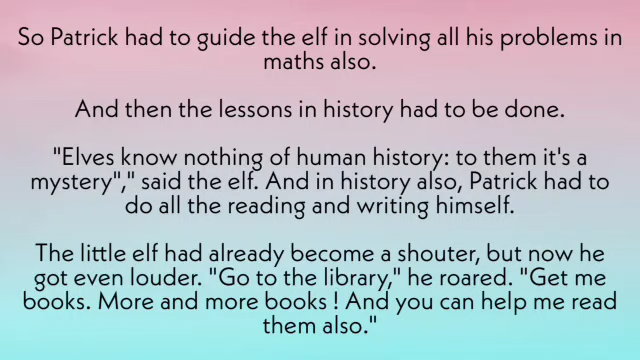 So Patrick had to guide the elf in solving all his problems in
maths also.
And then the lessons in history had to be done.
"Elves know nothing of human history: to them it's a
mystery"," said the elf. And in history also, Patrick had to
do all the reading and writing himself.
The little elf had already become a shouter, but now he
got even louder. "Go to the library," he roared. "Get me
books. More and more books ! And you can help me read
them also."